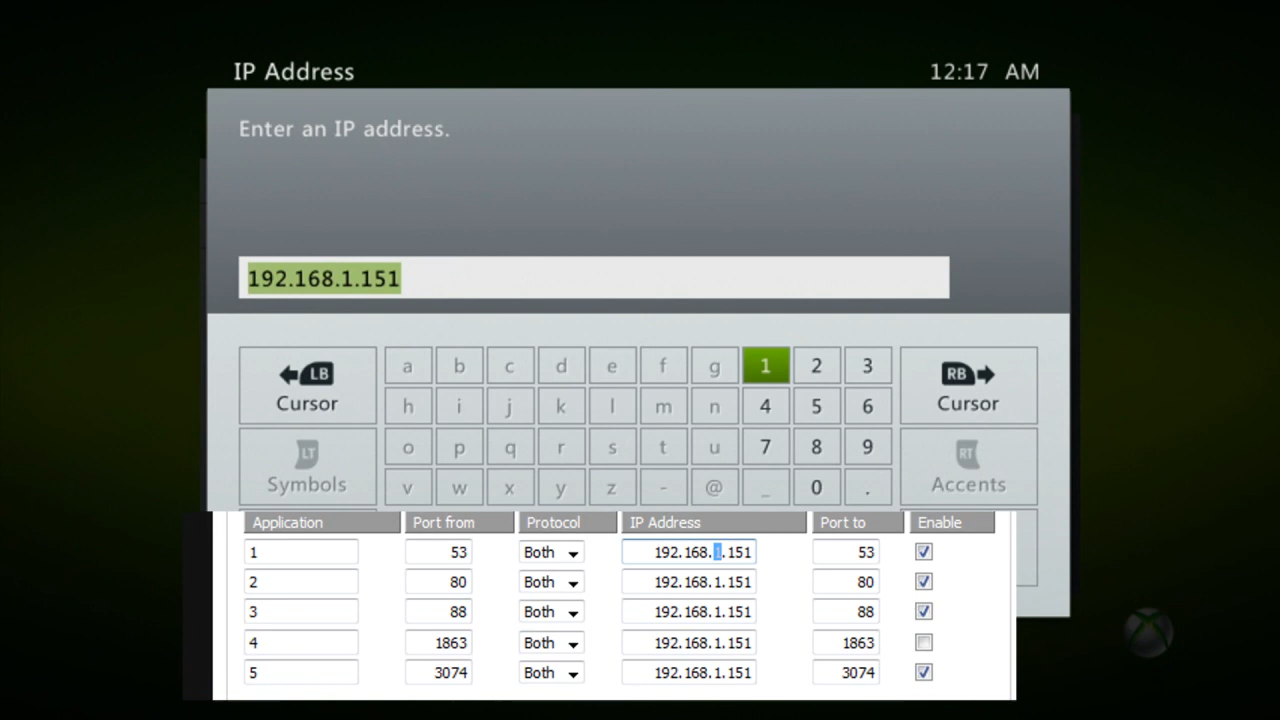 IP Address 12:17 AM
Enter an IP address.
192.168.1.151
LB a b c d e f g 1 2 3 RB
Cursor h i j k l m n 4 5 6 Cursor
LT o p q r s t u 7 8 9 RT
Symbols v w x y z - @ _ 0 . Accents
Application Port from Protocol IP Address Port to Enable
1 53 Both 192.168.1.151 53
2 80 Both 192.168.1.151 80
3 88 Both 192.168.1.151 88
4 1863 Both 192.168.1.151 1863
5 3074 Both 192.168.1.151 3074